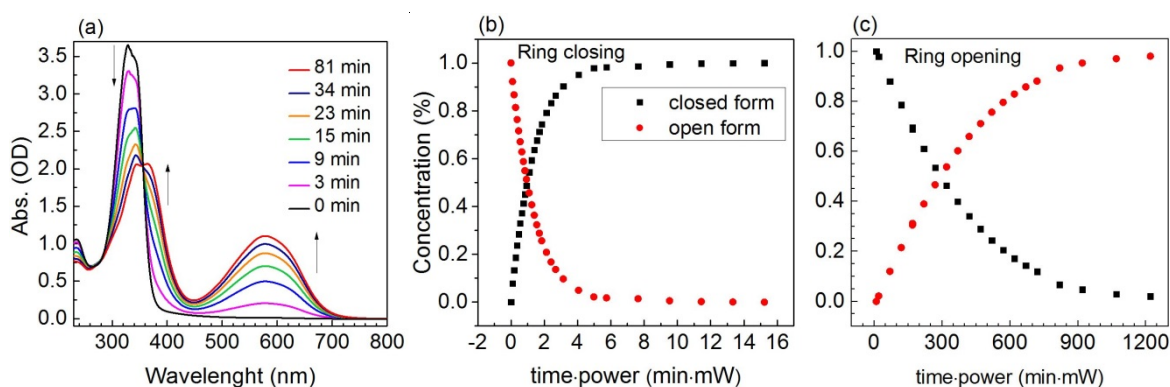 (a)
Abs. (OD)
3.5
3.0
2.5
2.0
1.5
1.0
0.5
0.0
81 min
34 min
23 min
15 min
9 min
3 min
0 min
300 400 500 600 700 800
Wavelenght (nm)
(b)
Ring closing
closed form
open form
Concentration (%)
1.0
0.8
0.6
0.4
0.2
0.0
-2 0 2 4 6 8 10 12 14 16
time·power (min·mW)
(c)
Ring opening
1.0
0.8
0.6
0.4
0.2
0.0
0 300 600 900 1200
time·power (min·mW)